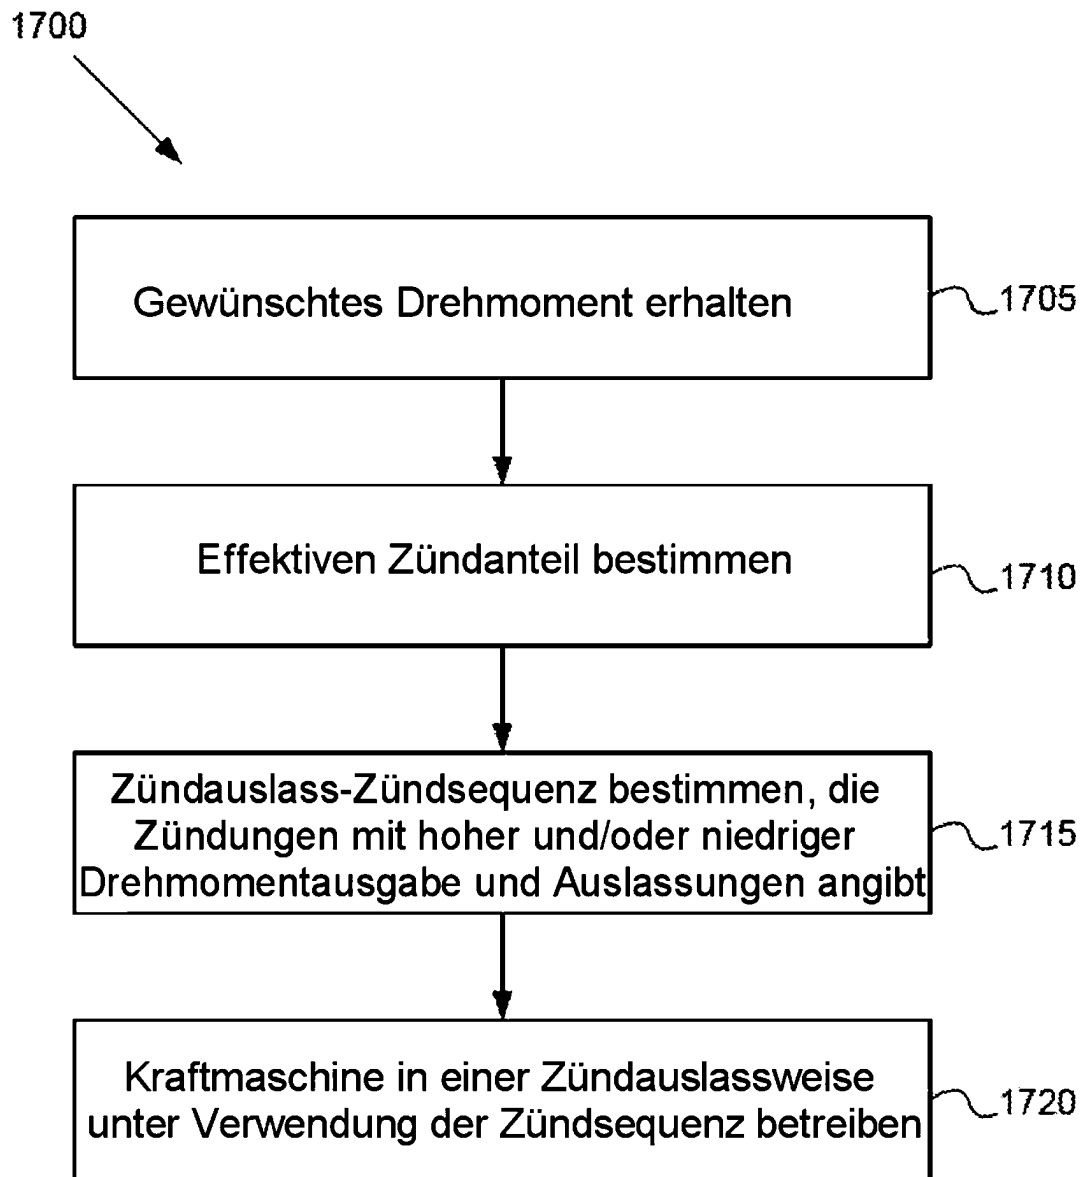 1700
Gewünschtes Drehmoment erhalten
1705
Effektiven Zündanteil bestimmen
1710
Zündauslass-Zündsequenz bestimmen, die
Zündungen mit hoher und/oder niedriger
Drehmomentausgabe und Auslassungen angibt
1715
Kraftmaschine in einer Zündauslassweise
unter Verwendung der Zündsequenz betreiben
1720